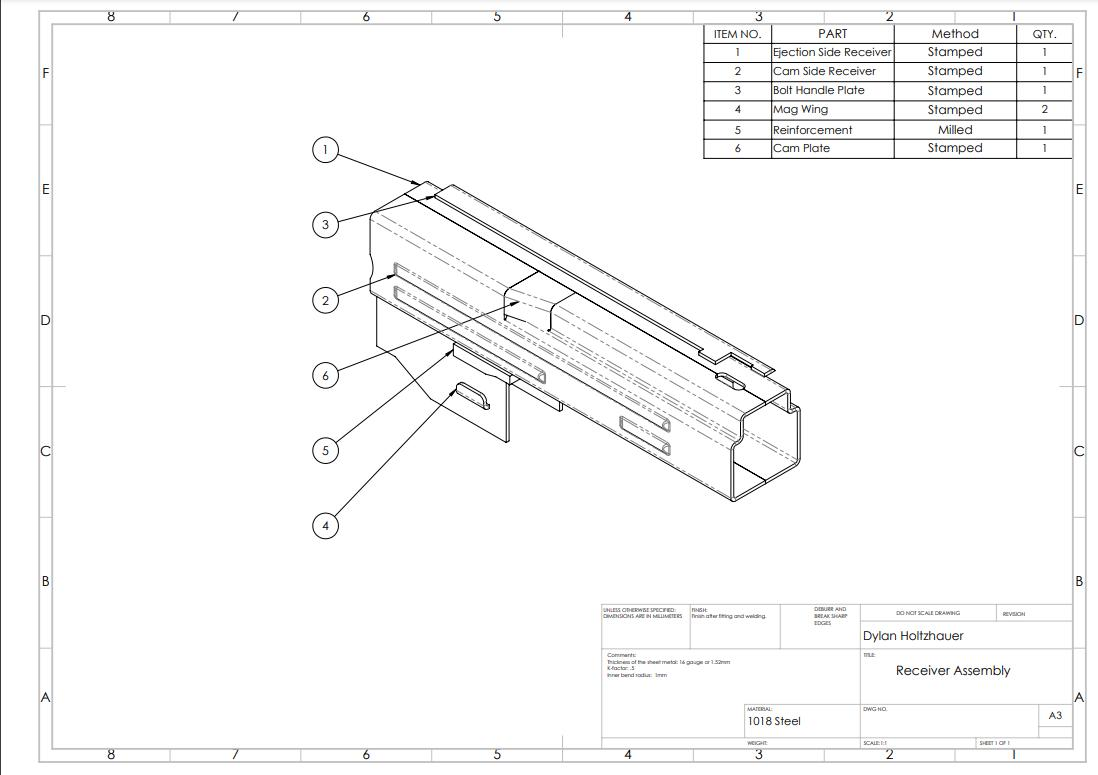 8 7 6 5 4 3 2 1
ITEM NO. PART Method QTY.
1 Ejection Side Receiver Stamped 1
2 Cam Side Receiver Stamped 1
3 Bolt Handle Plate Stamped 1
4 Mag Wing Stamped 2
5 Reinforcement Milled 1
6 Cam Plate Stamped 1
F F
E E
D D
C C
B B
A A
1
3
2
6
5
4
UNLESS OTHERWISE SPECIFIED:
DIMENSIONS ARE IN MILLIMETERS
FINISH:
Finish after fitting and welding.
DEBURR AND
BREAK SHARP
EDGES
DO NOT SCALE DRAWING
REVISION
Dylan Holtzhauer
Comments:
Thickness of the sheet metal: 16 gauge or 1.52mm
K-factor: .5
Inner bend radius: 1mm
TITLE:
Receiver Assembly
MATERIAL:
1018 Steel
DWG NO.
A3
WEIGHT:
SCALE:1:1
SHEET 1 OF 1
8 7 6 5 4 3 2 1